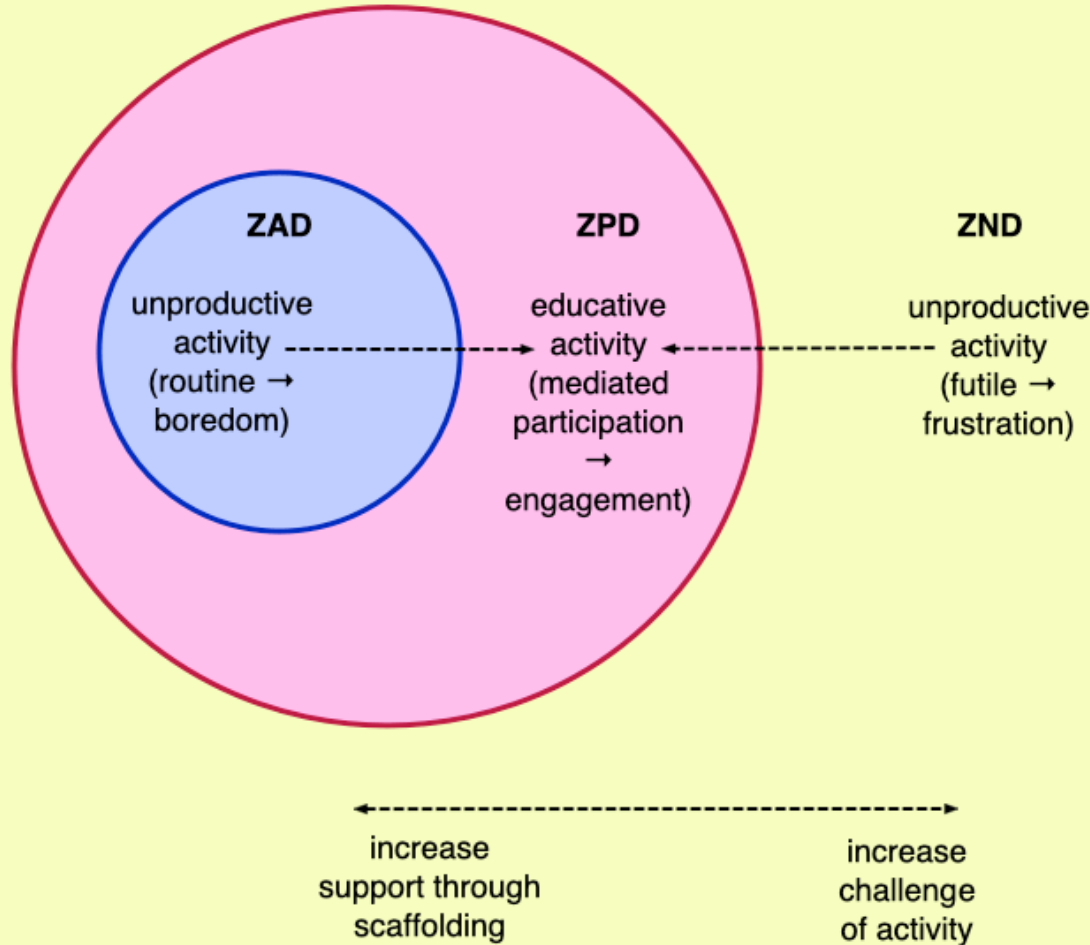 ZAD
unproductive
activity
(routine →
boredom)
ZPD
educative
activity
(mediated
participation
→
engagement)
ZND
unproductive
activity
(futile →
frustration)
increase
support through
scaffolding
increase
challenge
of activity